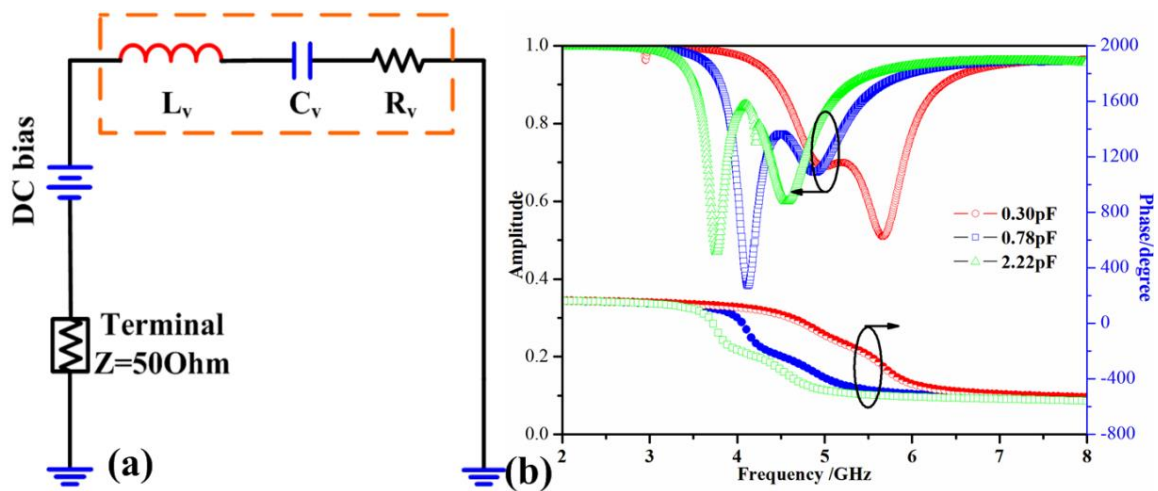 Lv
Cv
Rv
DC bias
Terminal
Z=50Ohm
(a)
1.0
0.8
0.6
0.4
0.2
0.0
Amplitude
2000
1600
1200
800
400
0
-400
-800
Phase/degree
0.30pF
0.78pF
2.22pF
2
3
4
5
6
7
8
Frequency /GHz
(b)